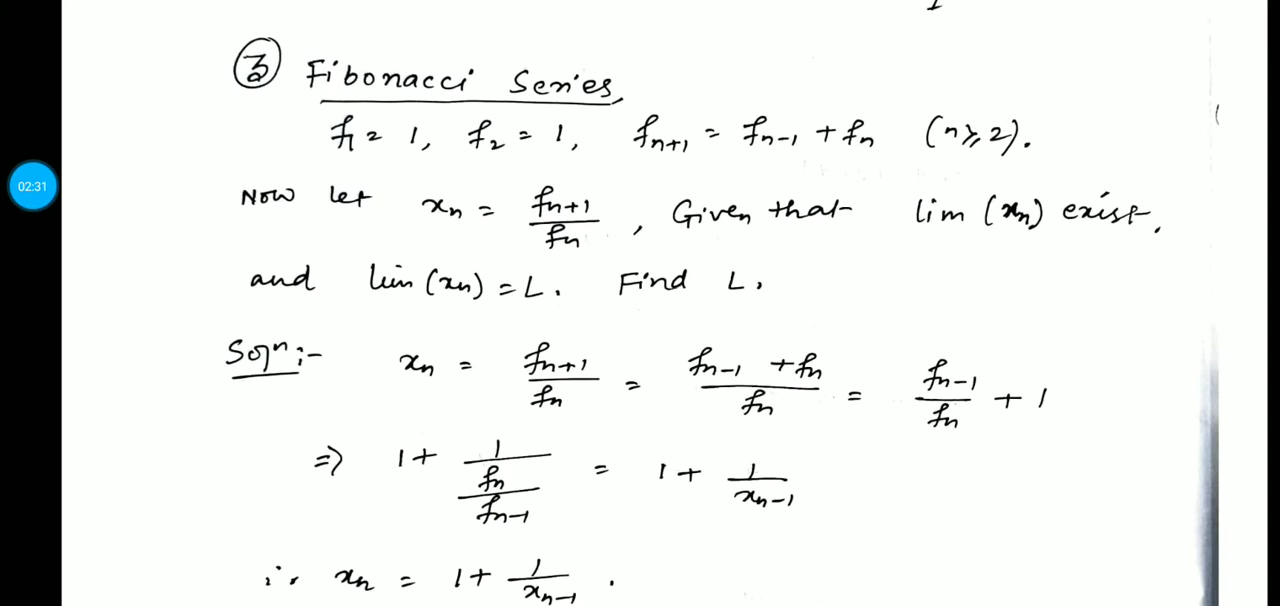 ③ Fibonacci Series
f₁ = 1, f₂ = 1, fₙ₊₁ = fₙ₋₁ + fₙ (n ≥ 2).
02:31
Now let xₙ = fₙ₊₁/fₙ, Given that lim (xₙ) exist,
and lim (xₙ) = L. Find L.
Solⁿ:- xₙ = fₙ₊₁/fₙ = (fₙ₋₁ + fₙ)/fₙ = fₙ₋₁/fₙ + 1
⇒ 1 + 1/(fₙ/fₙ₋₁) = 1 + 1/xₙ₋₁
∴ xₙ = 1 + 1/xₙ₋₁ .